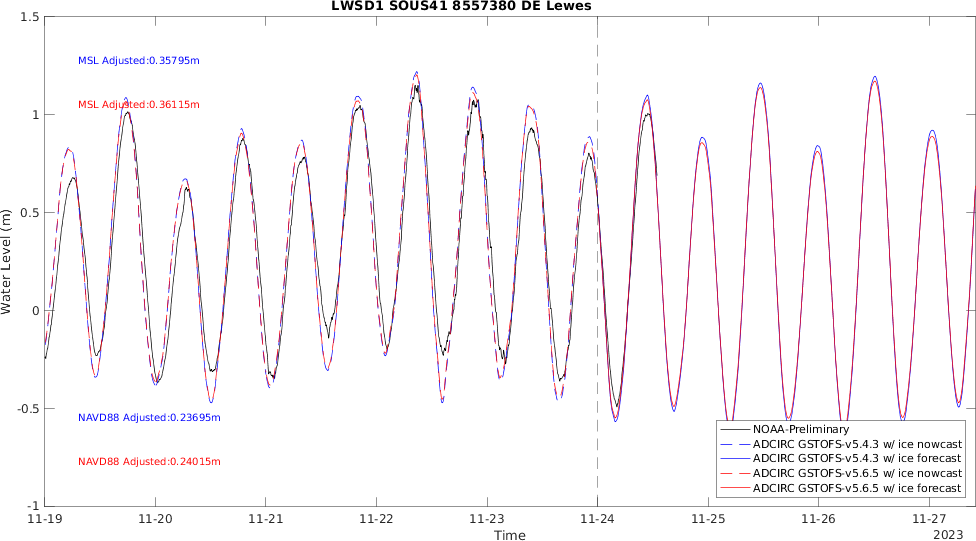 LWSD1 SOUS41 8557380 DE Lewes
1.5
MSL Adjusted:0.35795m
MSL Adjusted:0.36115m
1
0.5
0
-0.5
-1
Water Level (m)
NAVD88 Adjusted:0.23695m
NAVD88 Adjusted:0.24015m
NOAA-Preliminary
ADCIRC GSTOFS-v5.4.3 w/ ice nowcast
ADCIRC GSTOFS-v5.4.3 w/ ice forecast
ADCIRC GSTOFS-v5.6.5 w/ ice nowcast
ADCIRC GSTOFS-v5.6.5 w/ ice forecast
11-19 11-20 11-21 11-22 11-23 11-24 11-25 11-26 11-27
Time
2023